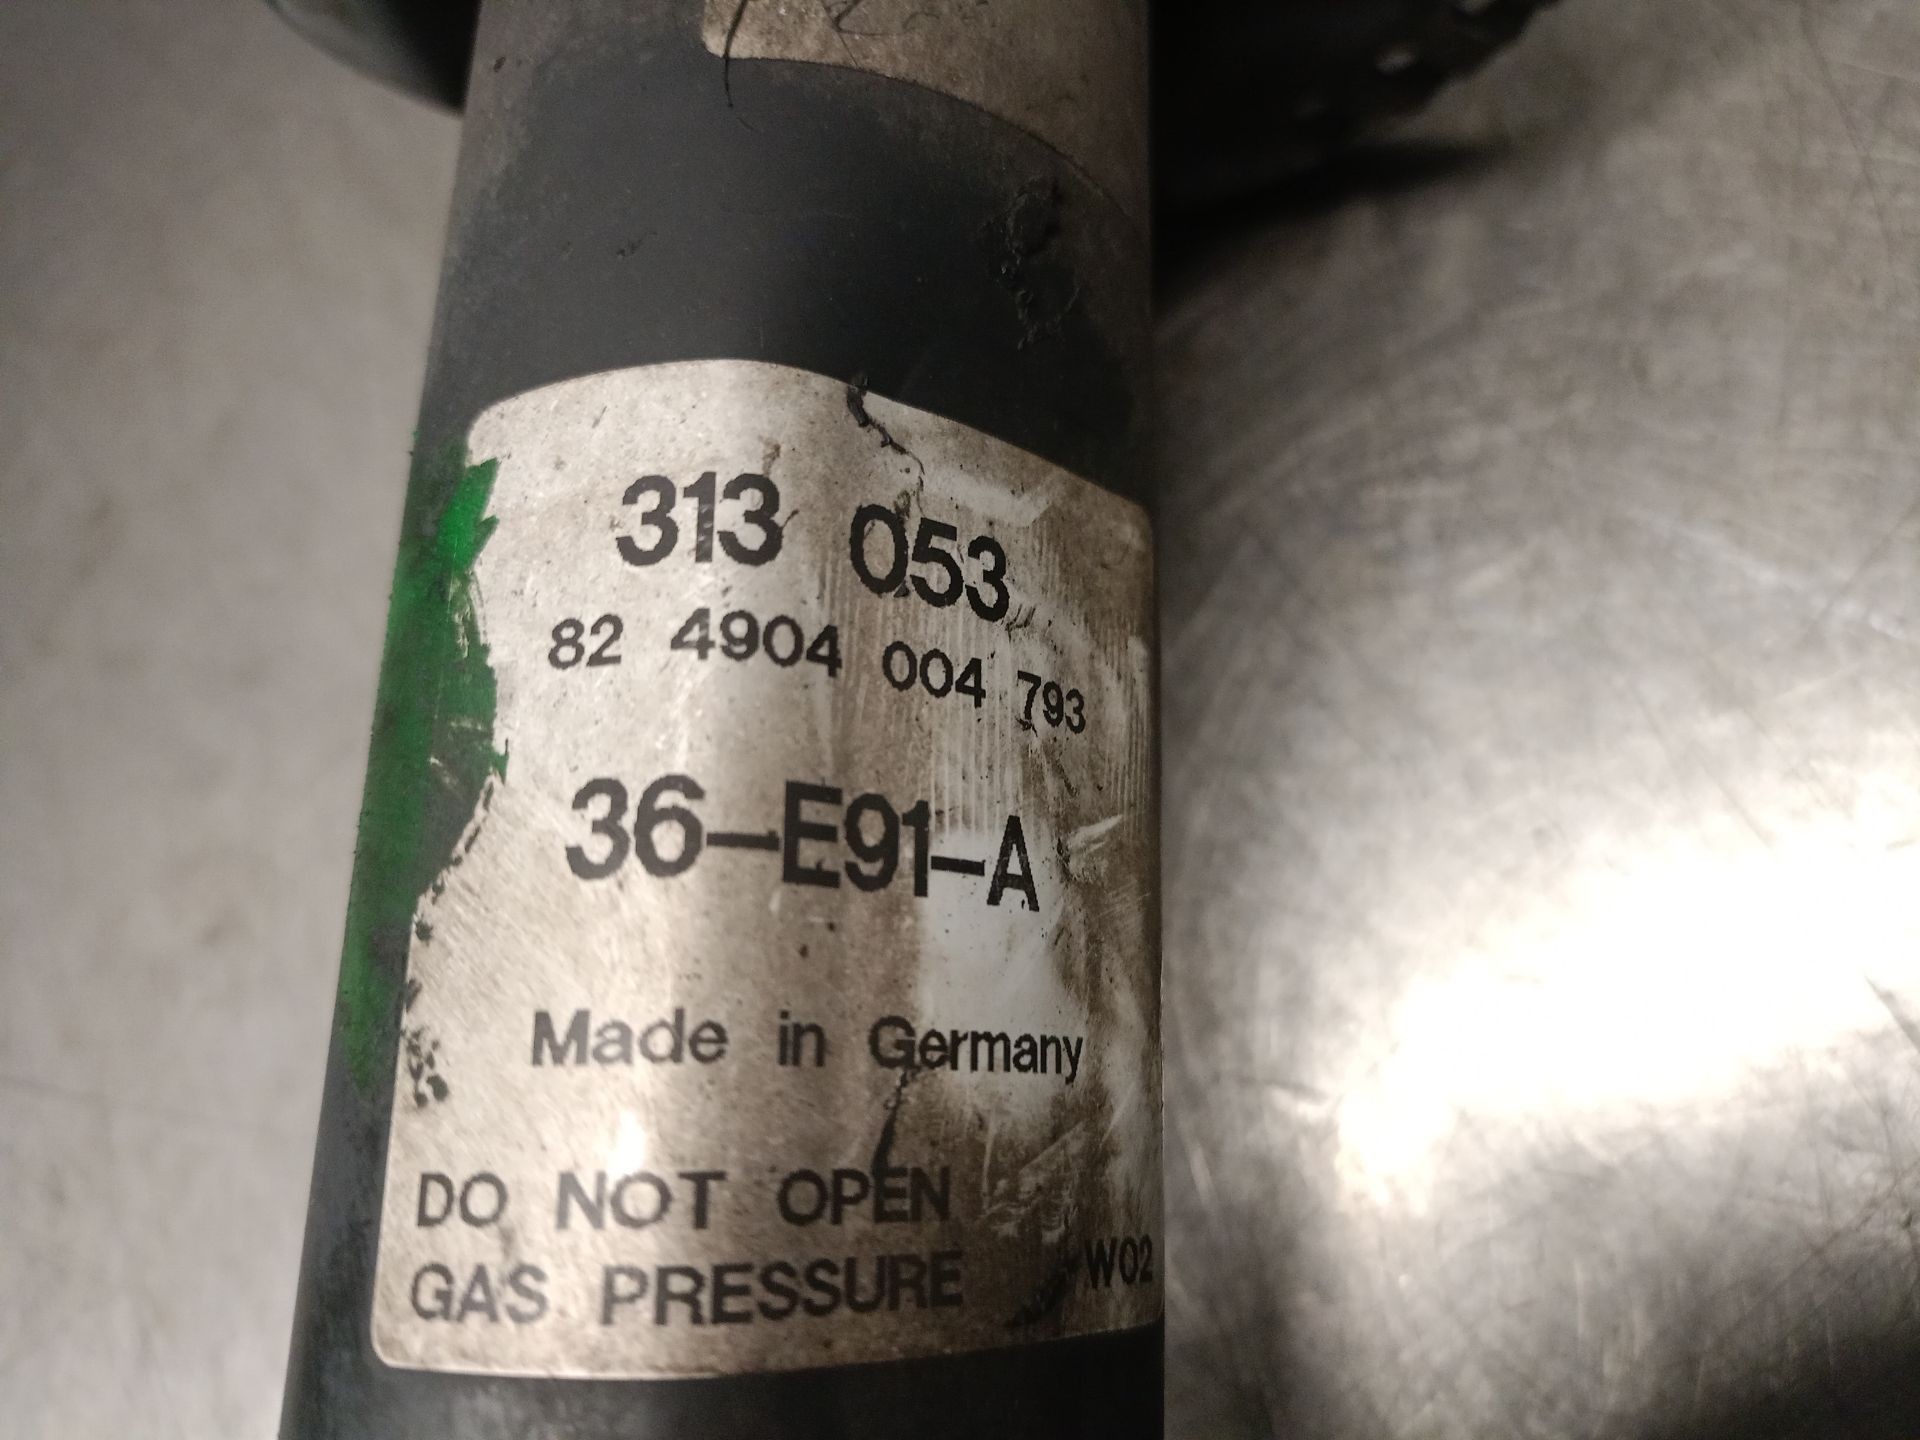 313 053
82 4904 004 793
36-E91-A
Made in Germany
DO NOT OPEN
GAS PRESSURE
W02